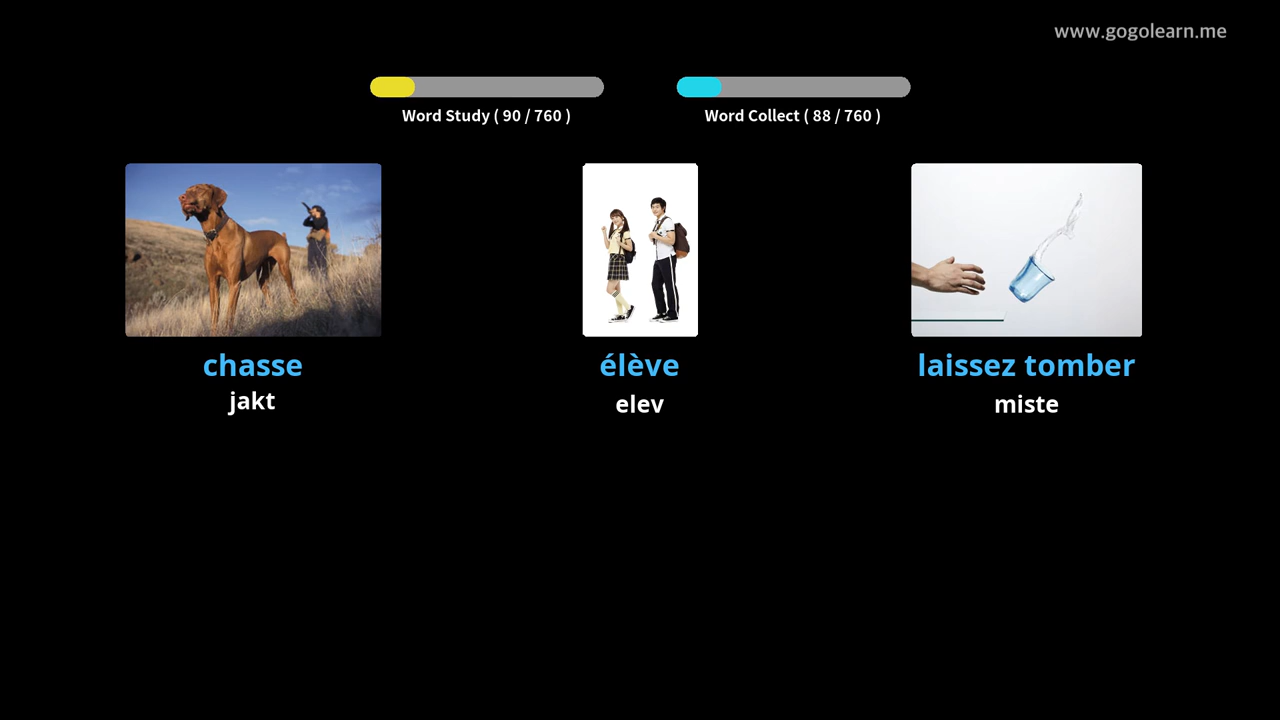 www.gogolearn.me
Word Study ( 90 / 760 )
Word Collect ( 88 / 760 )
chasse
jakt
élève
elev
laissez tomber
miste